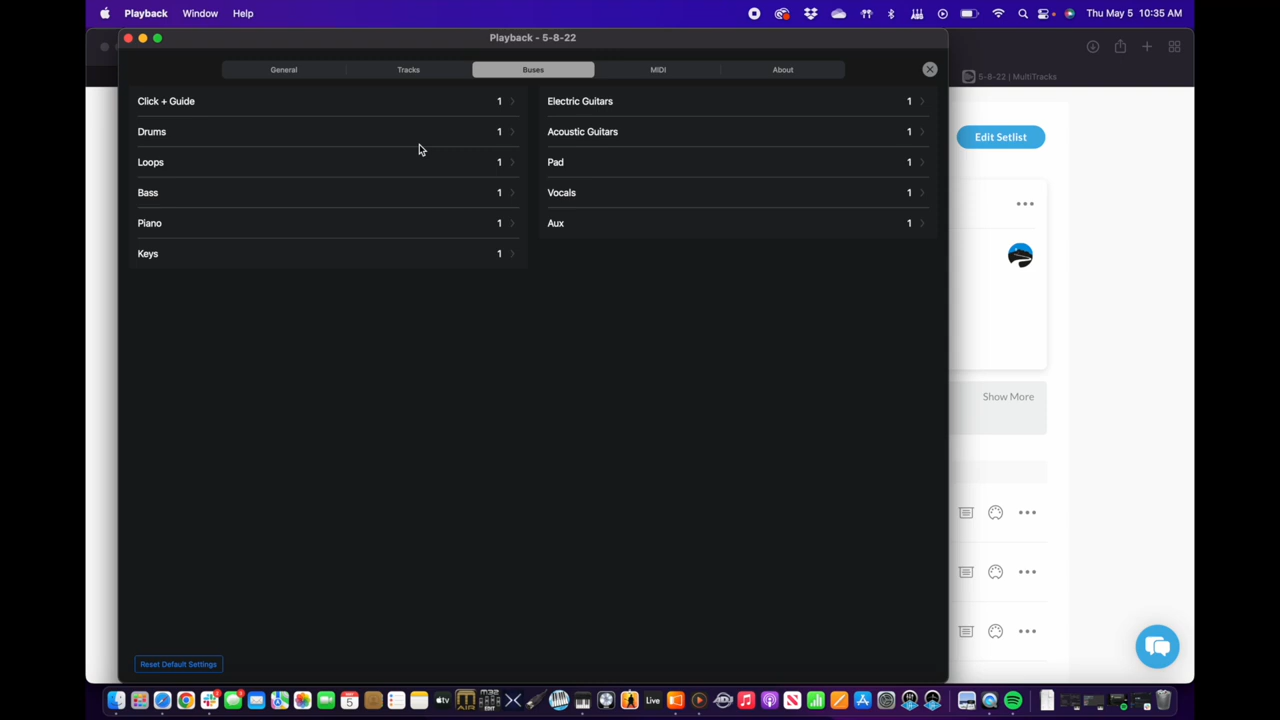 Playback Window Help Thu May 5 10:35 AM
Playback - 5-8-22
General Tracks Buses MIDI About
5-8-22 | MultiTracks
Click + Guide 1
Drums 1
Loops 1
Bass 1
Piano 1
Keys 1
Electric Guitars 1
Acoustic Guitars 1
Pad 1
Vocals 1
Aux 1
Edit Setlist
Show More
Reset Default Settings